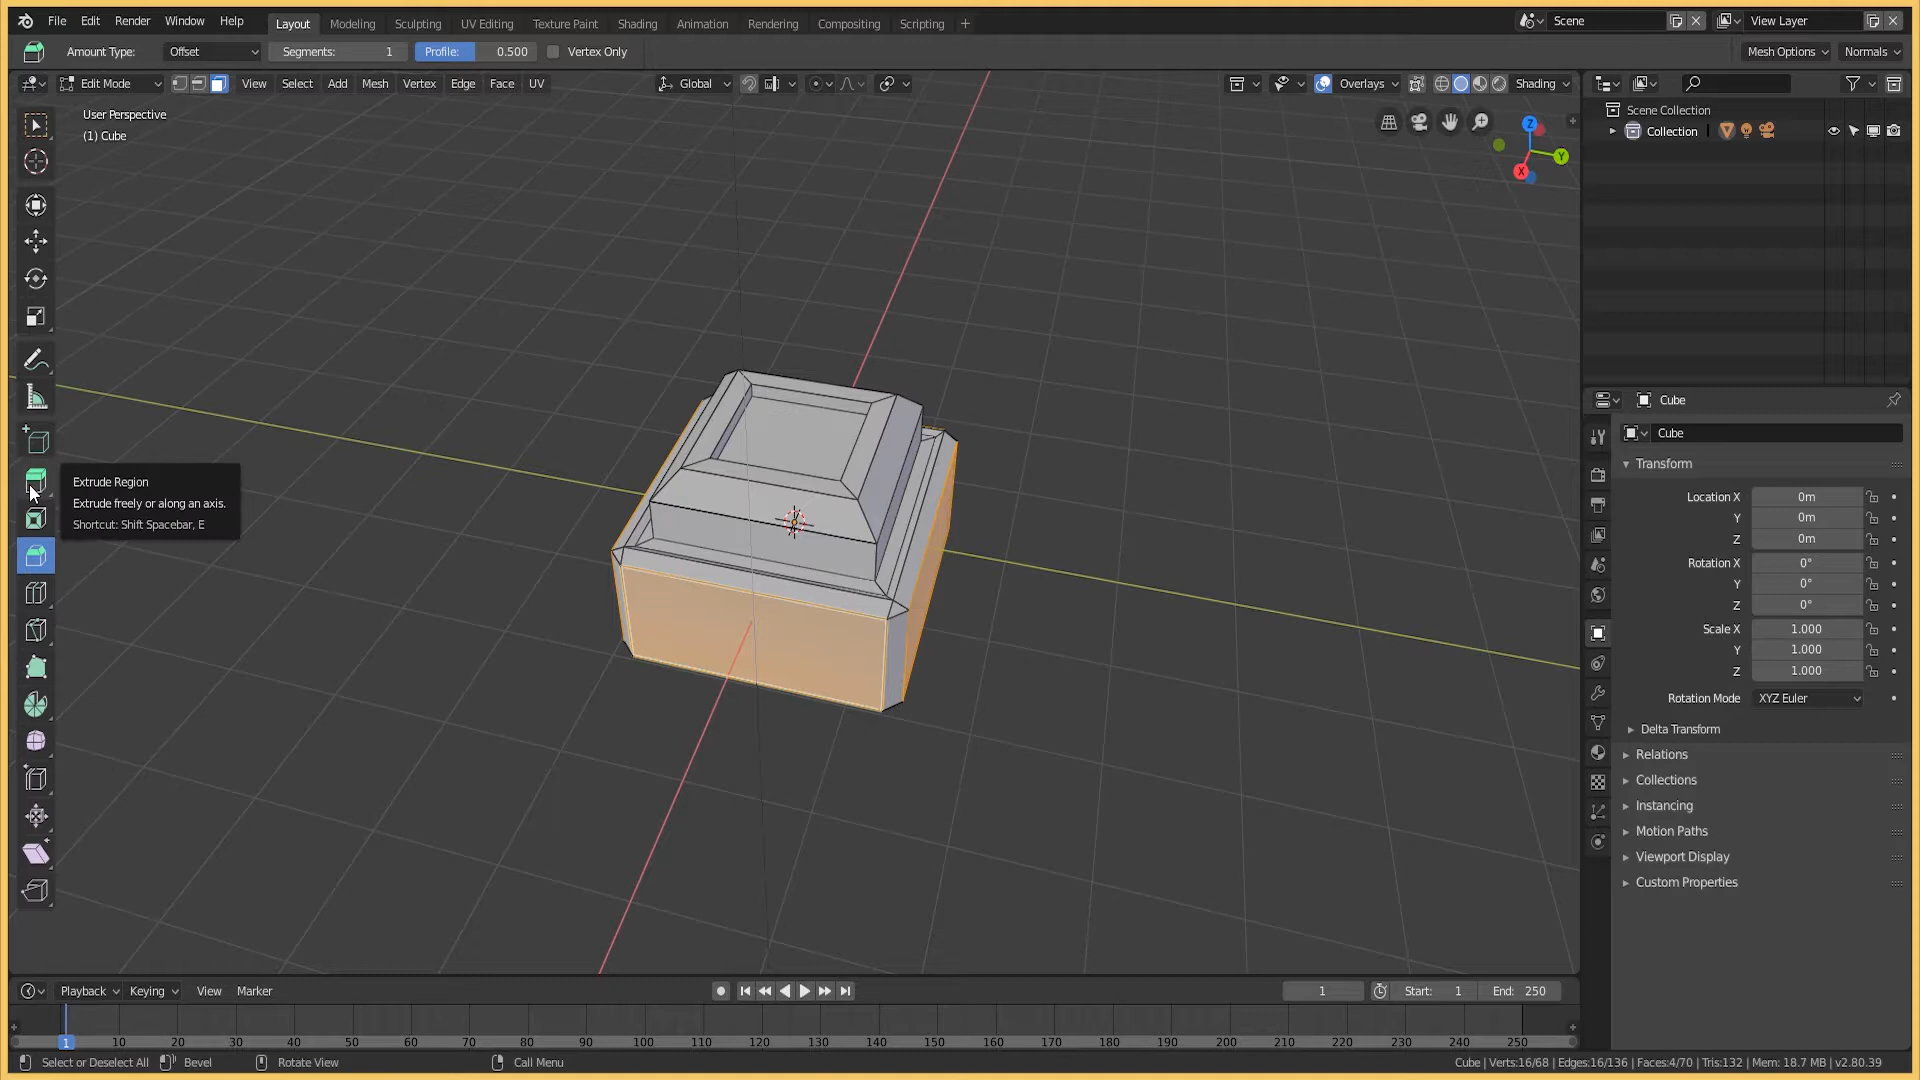 File Edit Render Window Help Layout Modeling Sculpting UV Editing Texture Paint Shading Animation Rendering Compositing Scripting + Scene View Layer
Amount Type: Offset Segments: 1 Profile: 0.500 Vertex Only Mesh Options Normals
Edit Mode View Select Add Mesh Vertex Edge Face UV Global Overlays Shading
User Perspective
(1) Cube
Z
Y
X
Scene Collection
Collection
Extrude Region
Extrude freely or along an axis.
Shortcut: Shift Spacebar, E
Cube
Cube
Transform
Location X 0m
Y 0m
Z 0m
Rotation X 0°
Y 0°
Z 0°
Scale X 1.000
Y 1.000
Z 1.000
Rotation Mode XYZ Euler
Delta Transform
Relations
Collections
Instancing
Motion Paths
Viewport Display
Custom Properties
Playback Keying View Marker 1 Start: 1 End: 250
1 10 20 30 40 50 60 70 80 90 100 110 120 130 140 150 160 170 180 190 200 210 220 230 240 250
Select or Deselect All Bevel Rotate View Call Menu Cube | Verts:16/68 | Edges:16/136 | Faces:4/70 | Tris:132 | Mem: 18.7 MB | v2.80.39